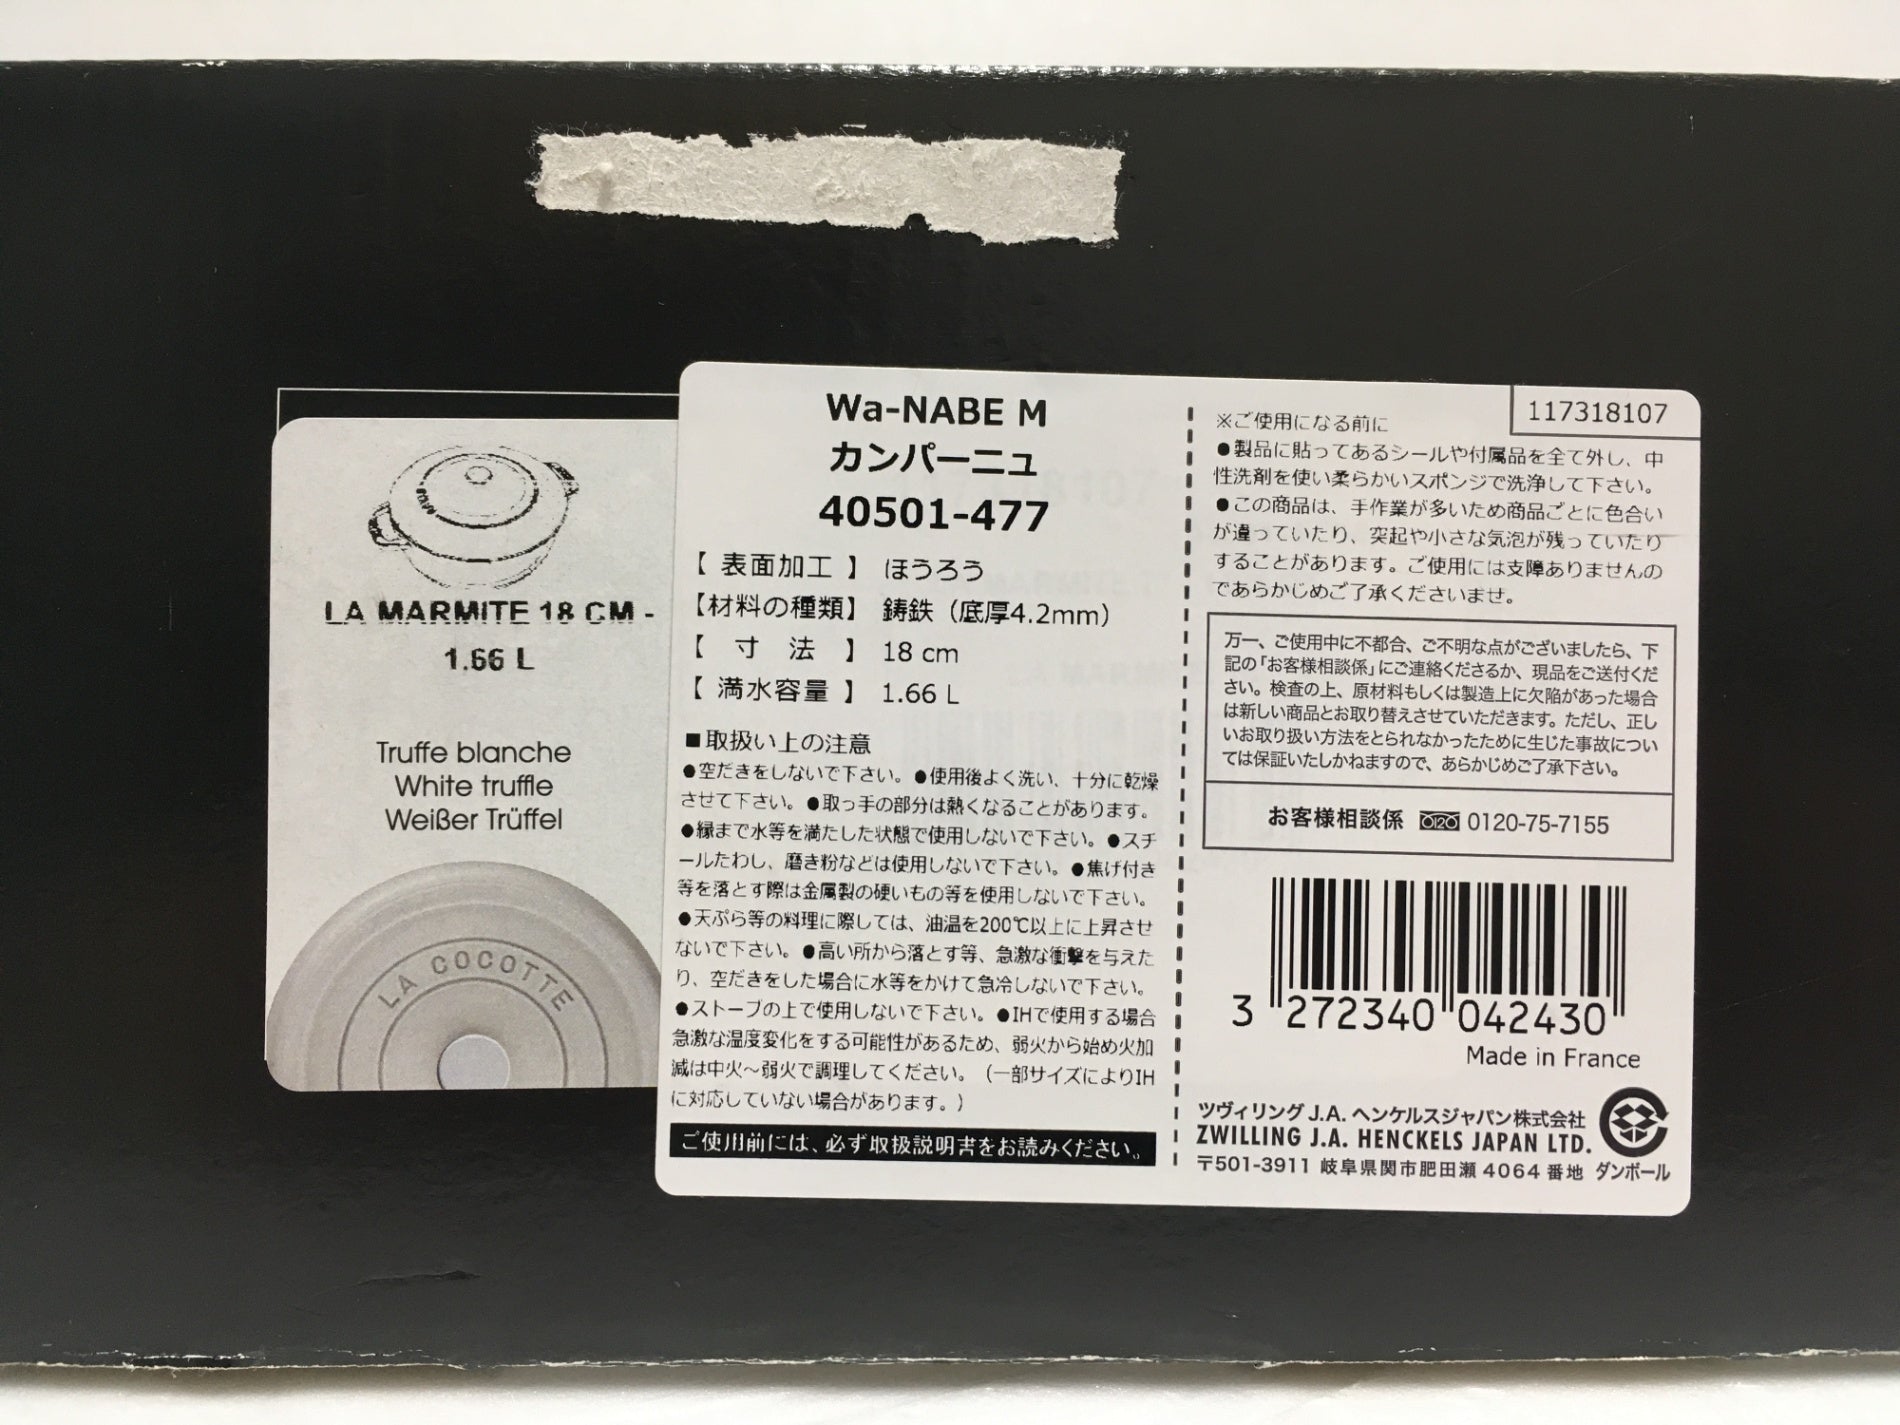 LA MARMITE 18 CM -
1.66 L
Truffe blanche
White truffle
Weißer Trüffel
LA COCOTTE
Wa-NABE M
カンパーニュ
40501-477
【 表面加工 】 ほうろう
【材料の種類】 鋳鉄（底厚4.2mm）
【 寸 法 】 18 cm
【 満水容量 】 1.66 L
■取扱い上の注意
●空だきをしないで下さい。●使用後よく洗い、十分に乾燥
させて下さい。●取っ手の部分は熱くなることがあります。
●縁まで水等を満たした状態で使用しないで下さい。●スチ
ールたわし、磨き粉などは使用しないで下さい。●焦げ付き
等を落とす際は金属製の硬いもの等を使用しないで下さい。
●天ぷら等の料理に際しては、油温を200℃以上に上昇させ
ないで下さい。●高い所から落とす等、急激な衝撃を与えた
り、空だきをした場合に水等をかけて急冷しないで下さい。
●ストーブの上で使用しないで下さい。●IHで使用する場合
急激な温度変化をする可能性があるため、弱火から始め火加
減は中火～弱火で調理してください。（一部サイズによりIH
に対応していない場合があります。）
ご使用前には、必ず取扱説明書をお読みください。
117318107
※ご使用になる前に
●製品に貼ってあるシールや付属品を全て外し、中
性洗剤を使い柔らかいスポンジで洗浄して下さい。
●この商品は、手作業が多いため商品ごとに色合い
が違っていたり、突起や小さな気泡が残っていたり
することがあります。ご使用には支障ありませんの
であらかじめご了承くださいませ。
万一、ご使用中に不都合、ご不明な点がございましたら、下
記の「お客様相談係」にご連絡くださるか、現品をご送付くだ
さい。検査の上、原材料もしくは製造上に欠陥があった場合
は新しい商品とお取り替えさせていただきます。ただし、正し
いお取り扱い方法をとられなかったために生じた事故につい
ては保証いたしかねますので、あらかじめご了承下さい。
お客様相談係 0120-75-7155
3 272340 042430
Made in France
ツヴィリング J.A. ヘンケルスジャパン株式会社
ZWILLING J.A. HENCKELS JAPAN LTD.
〒501-3911 岐阜県関市肥田瀬 4064 番地 ダンボール